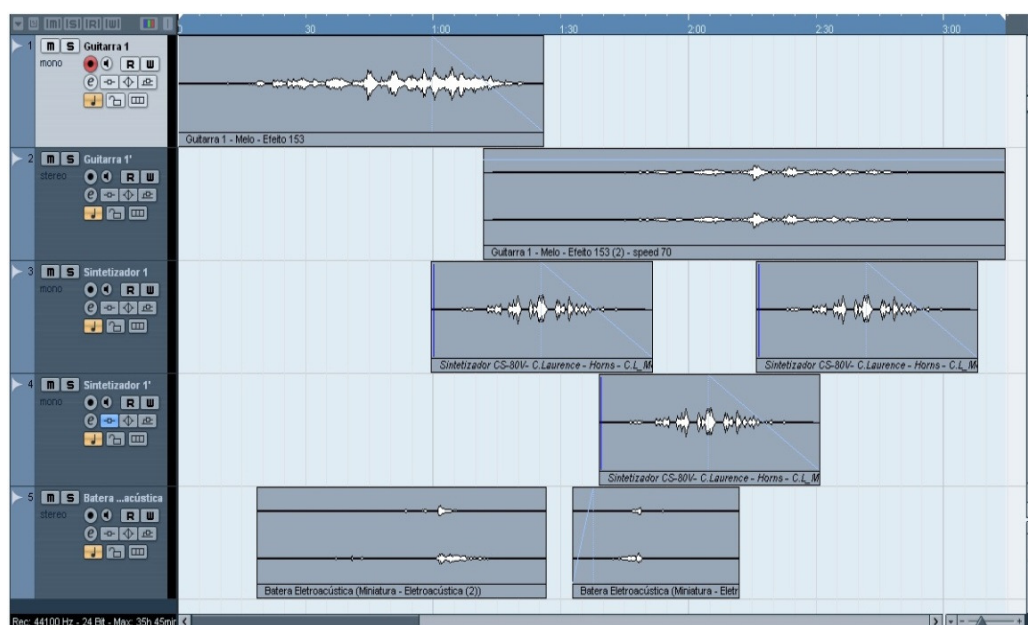 [M] [S] [R] [W]
30 1:00 1:30 2:00 2:30 3:00
1 M S Guitarra 1
mono R W
e
Guitarra 1 - Melo - Efeito 153
2 M S Guitarra 1'
stereo R W
e
Guitarra 1 - Melo - Efeito 153 (2) - speed 70
3 M S Sintetizador 1
mono R W
e
Sintetizador CS-80V- C.Laurence - Horns - C.L_M
Sintetizador CS-80V- C.Laurence - Horns - C.L_M
4 M S Sintetizador 1'
mono R W
e
Sintetizador CS-80V- C.Laurence - Horns - C.L_M
5 M S Batera ...acústica
stereo R W
e
Batera Eletroacústica (Miniatura - Eletroacústica (2))
Batera Eletroacústica (Miniatura - Eletr
Rec: 44100 Hz - 24 Bit - Max: 35h 45min